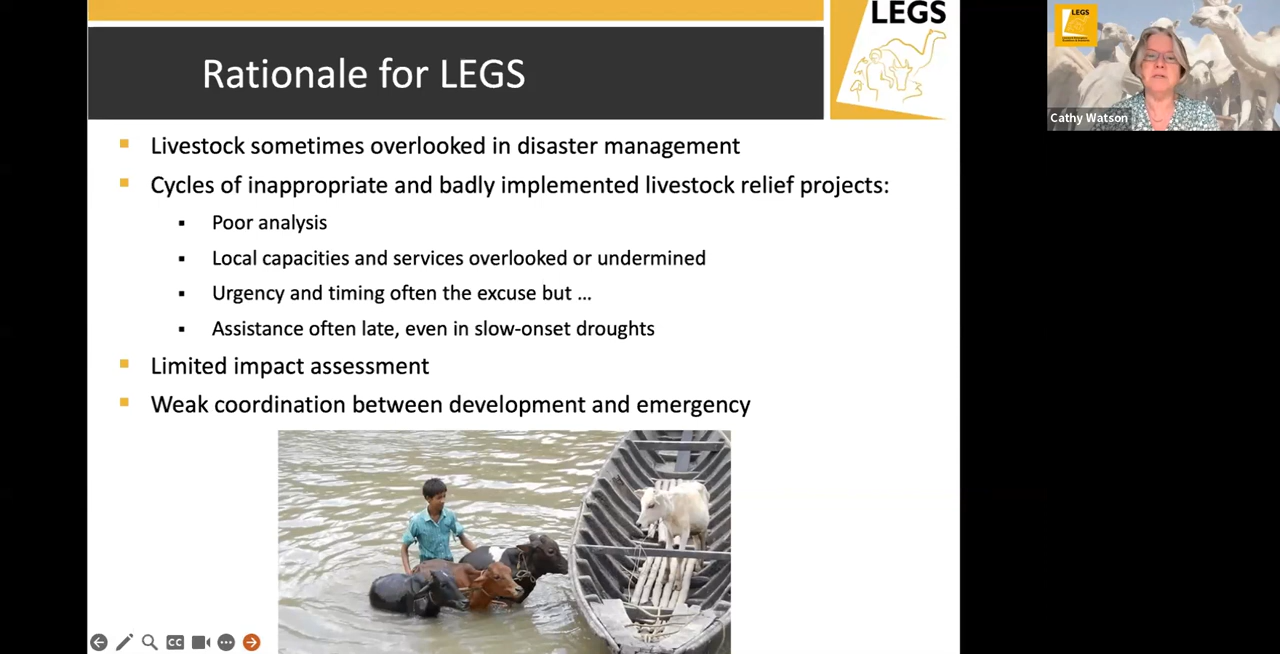 LEGS
Rationale for LEGS
Livestock sometimes overlooked in disaster management
Cycles of inappropriate and badly implemented livestock relief projects:
Poor analysis
Local capacities and services overlooked or undermined
Urgency and timing often the excuse but ...
Assistance often late, even in slow-onset droughts
Limited impact assessment
Weak coordination between development and emergency
CC
LEGS
Cathy Watson